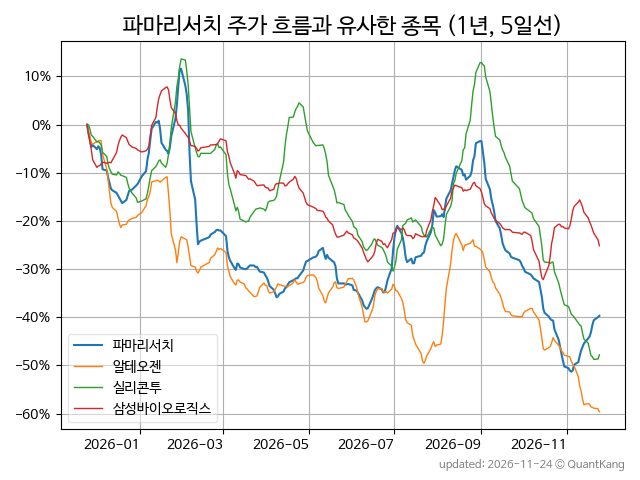 파마리서치 주가 흐름과 유사한 종목 (1년, 5일선)
10%
0%
−10%
−20%
−30%
−40%
−50%
−60%
파마리서치
알테오젠
실리콘투
삼성바이오로직스
2026-01 2026-03 2026-05 2026-07 2026-09 2026-11
updated: 2026-11-24 © QuantKang